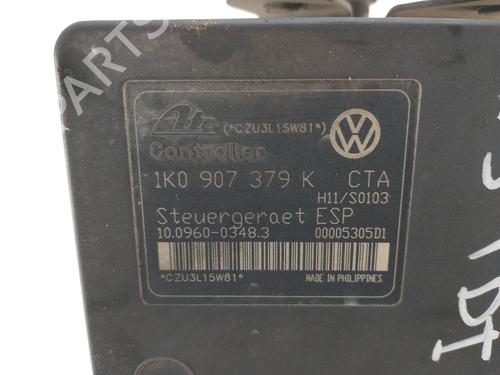 Ate (*CZU3L15W81*)
Controller
1K0 907 379 K CTA
H11/S0103
Steuergeraet ESP
10.0960-0348.3 00005305D1
*CZU3L15W81* MADE IN PHILIPPINES